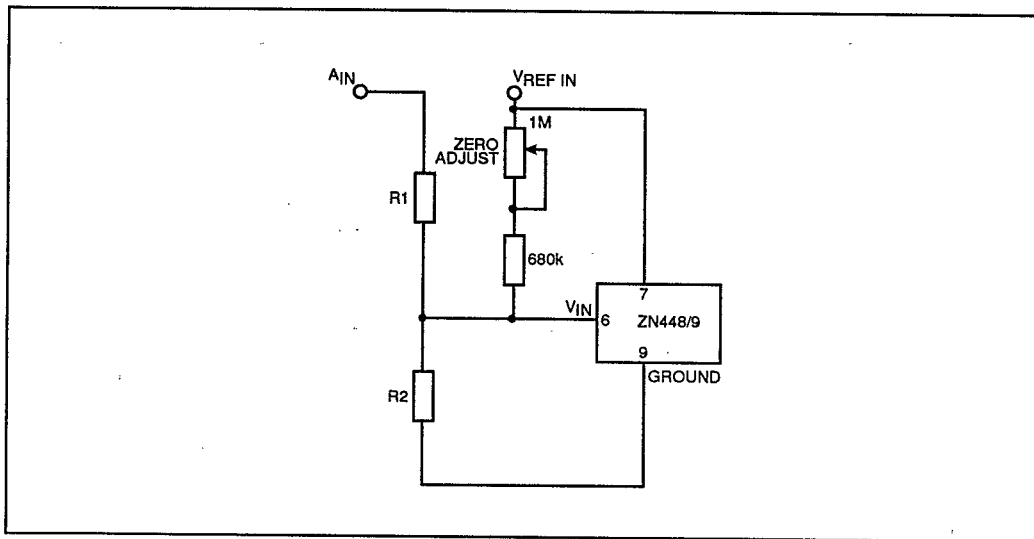 AIN
VREF IN
1M
ZERO
ADJUST
R1
680k
7
VIN
6
ZN448/9
9
GROUND
R2